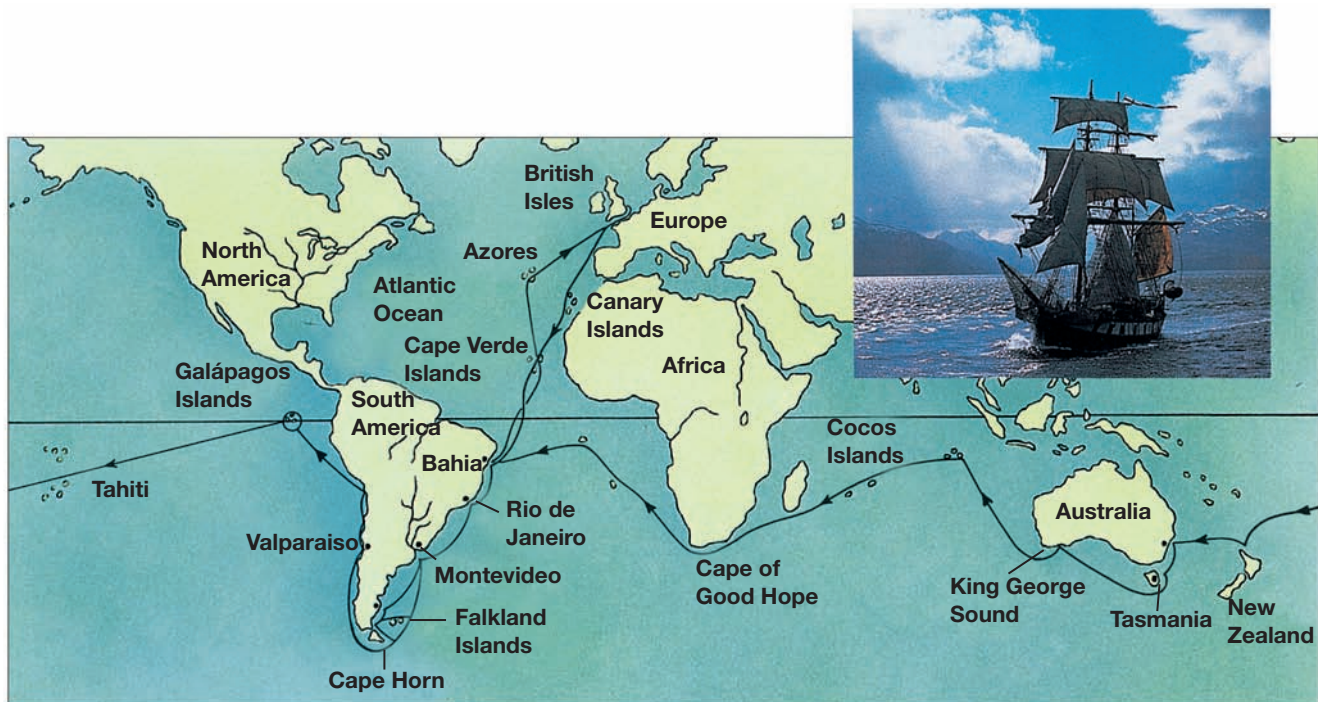 British
Isles
Europe
North
America
Azores
Atlantic
Ocean
Canary
Islands
Cape Verde
Islands
Africa
Galápagos
Islands
South
America
Cocos
Islands
Bahia
Tahiti
Rio de
Janeiro
Australia
Valparaiso
Montevideo
Cape of
Good Hope
King George
Sound
Tasmania
New
Zealand
Falkland
Islands
Cape Horn